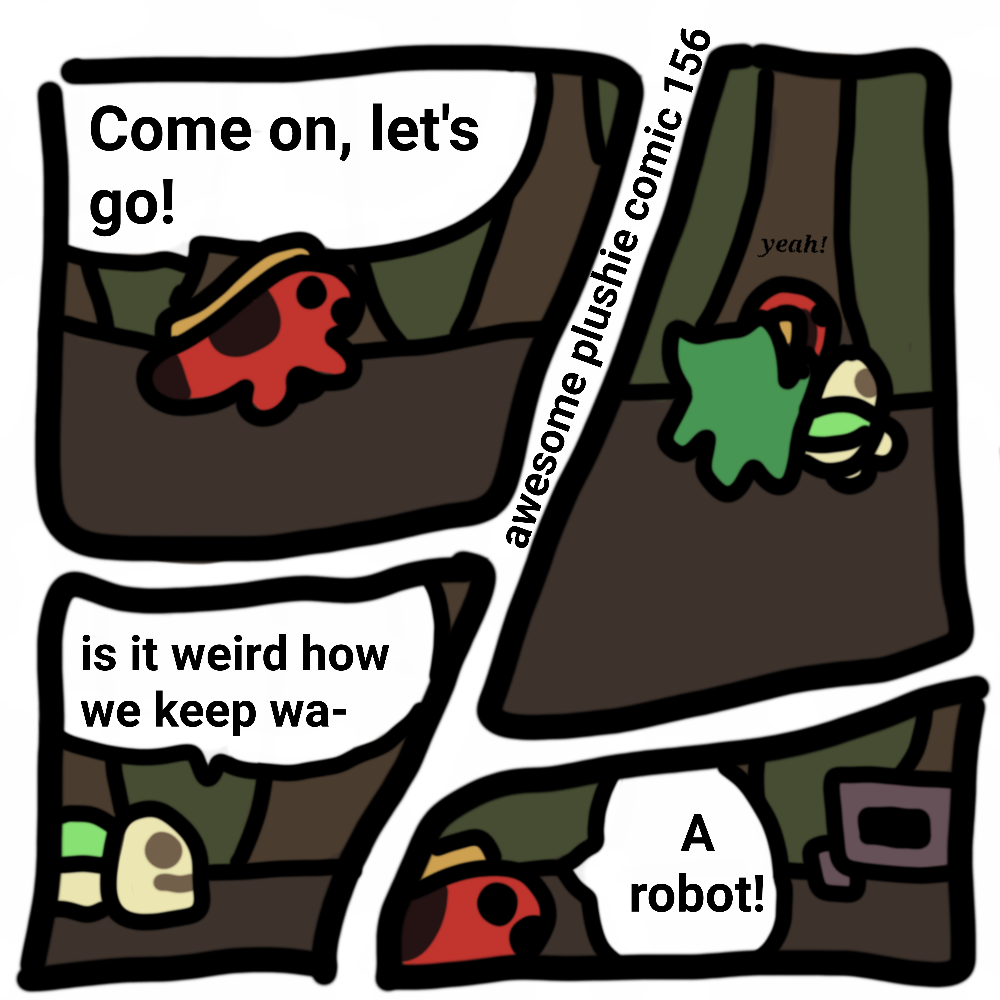 Come on, let's
go!
awesome plushie comic 156
yeah!
is it weird how
we keep wa-
A
robot!